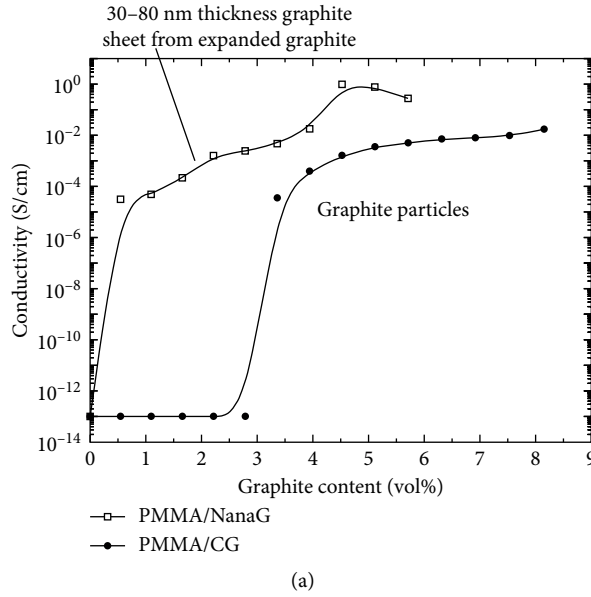 30–80 nm thickness graphite
sheet from expanded graphite
10⁰
10⁻²
10⁻⁴
10⁻⁶
10⁻⁸
10⁻¹⁰
10⁻¹²
10⁻¹⁴
Conductivity (S/cm)
Graphite particles
0 1 2 3 4 5 6 7 8 9
Graphite content (vol%)
PMMA/NanaG
PMMA/CG
(a)